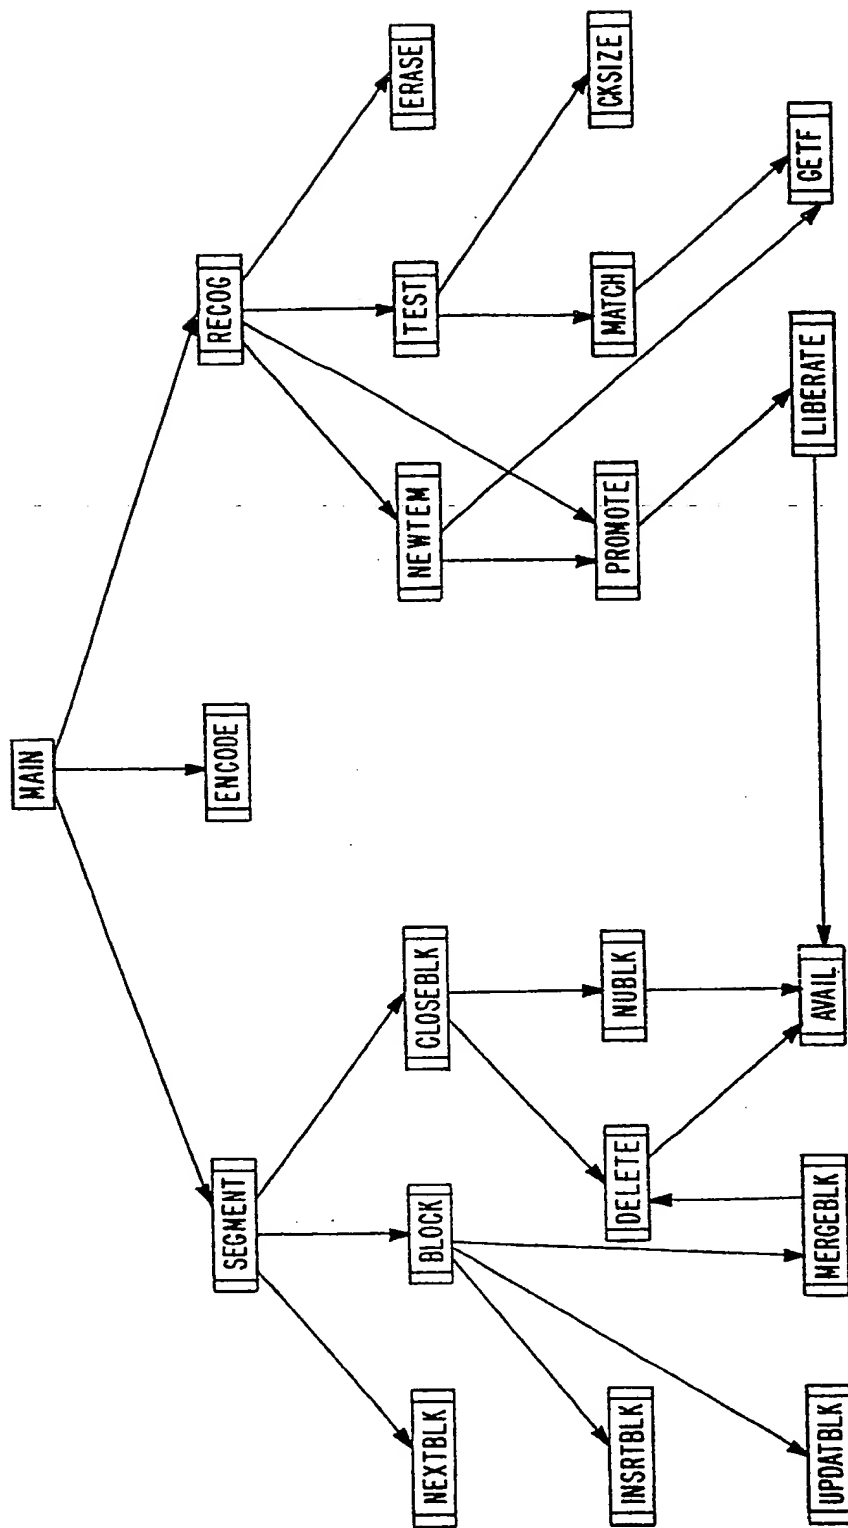 MAIN
SEGMENT
ENCODE
RECOG
NEXTBLK
BLOCK
CLOSEBLK
NEWTEM
TEST
ERASE
INSRTBLK
DELETE
NUBLK
PROMOTE
MATCH
CKSIZE
UPDATBLK
MERGEBLK
AVAIL
LIBERATE
GETF